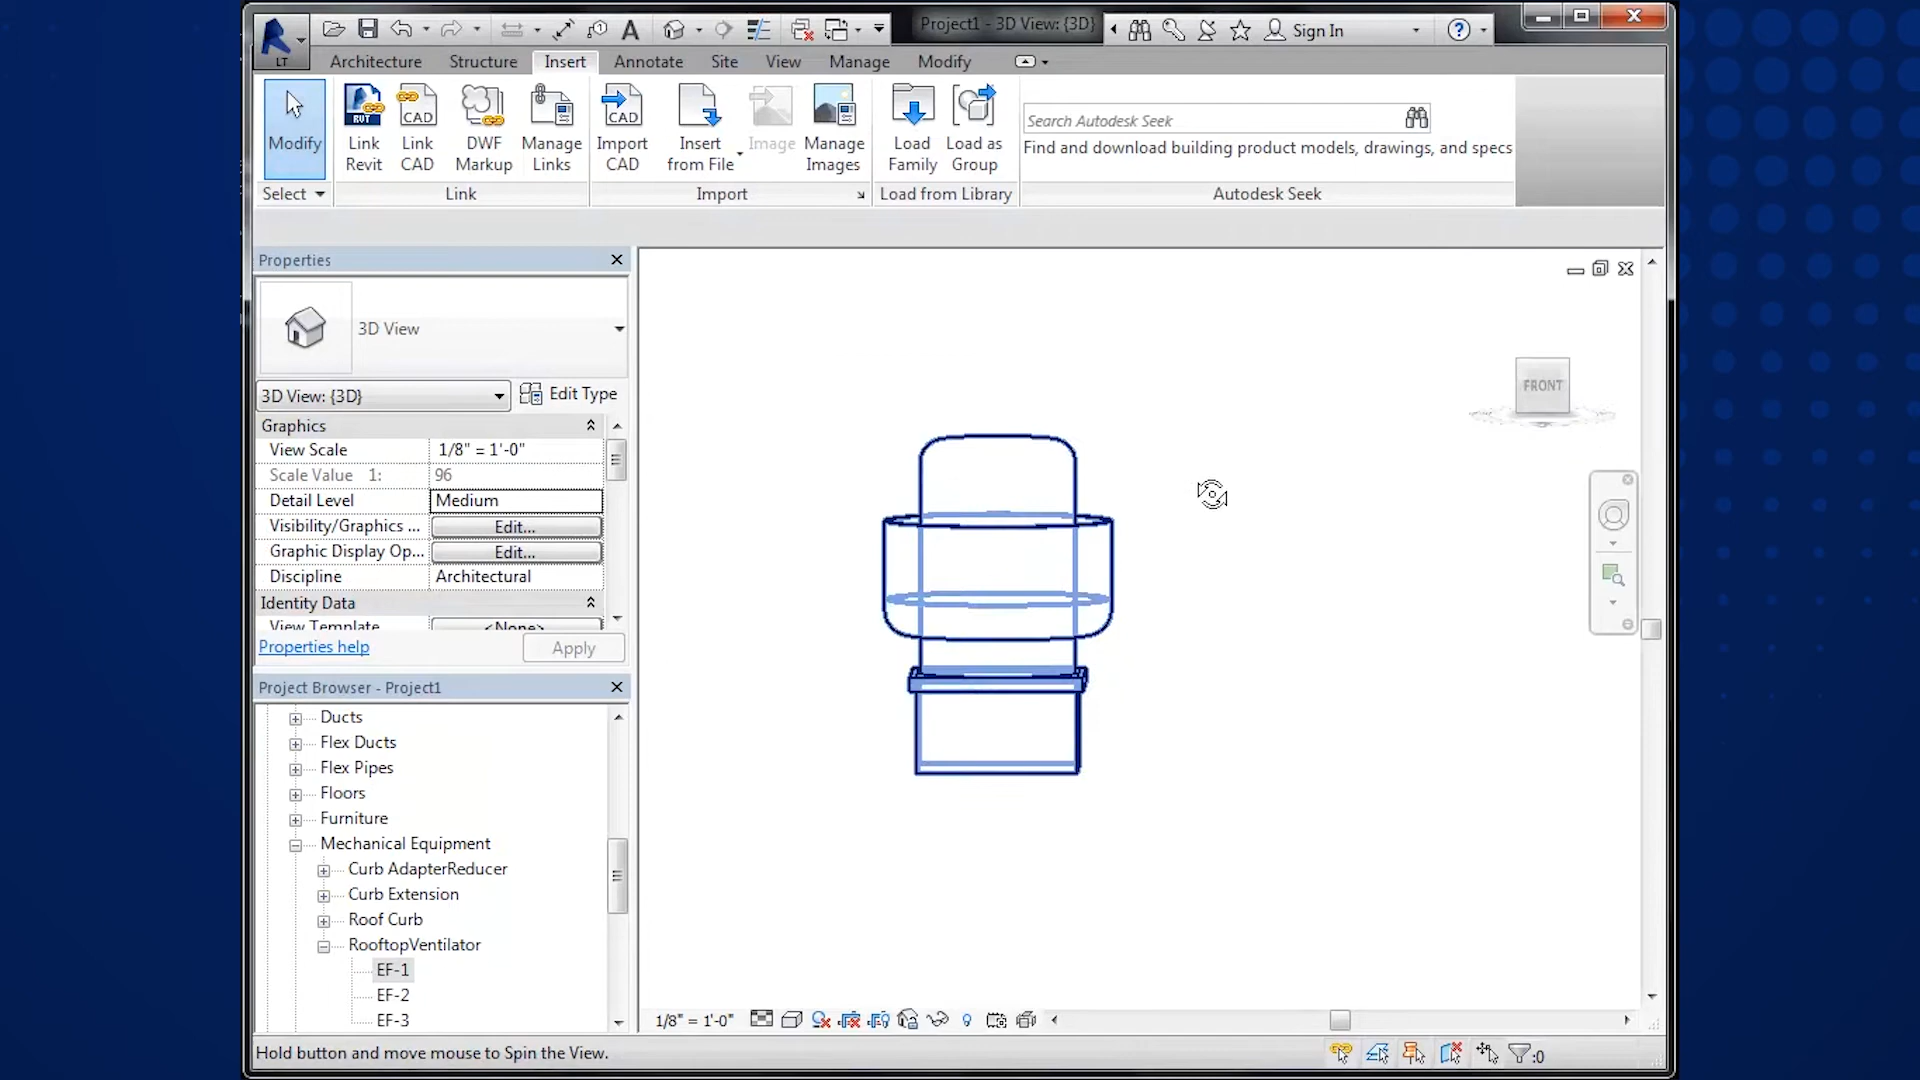 Project1 - 3D View: {3D}
Sign In
LT
Architecture
Structure
Insert
Annotate
Site
View
Manage
Modify
Modify
Link
Revit
Link
CAD
DWF
Markup
Manage
Links
Import
CAD
Insert
from File
Image
Manage
Images
Load
Family
Load as
Group
RVT
CAD
CAD
Search Autodesk Seek
Find and download building product models, drawings, and specs
Select
Link
Import
Load from Library
Autodesk Seek
Properties
3D View
3D View: {3D}
Edit Type
Graphics
View Scale 1/8" = 1'-0"
Scale Value 1: 96
Detail Level Medium
Visibility/Graphics ... Edit...
Graphic Display Op... Edit...
Discipline Architectural
Identity Data
View Template <None>
Properties help
Apply
Project Browser - Project1
Ducts
Flex Ducts
Flex Pipes
Floors
Furniture
Mechanical Equipment
Curb AdapterReducer
Curb Extension
Roof Curb
RooftopVentilator
EF-1
EF-2
EF-3
FRONT
1/8" = 1'-0"
Hold button and move mouse to Spin the View.
:0